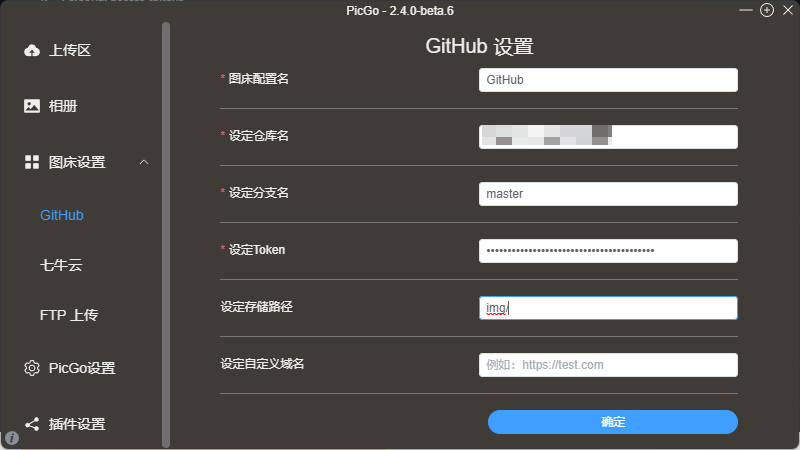 PicGo - 2.4.0-beta.6
上传区
相册
图床设置
GitHub
七牛云
FTP 上传
PicGo设置
插件设置
GitHub 设置
* 图床配置名
GitHub
* 设定仓库名
* 设定分支名
master
* 设定Token
••••••••••••••••••••••••••••••••••••••••
设定存储路径
img/
设定自定义域名
例如：https://test.com
确定